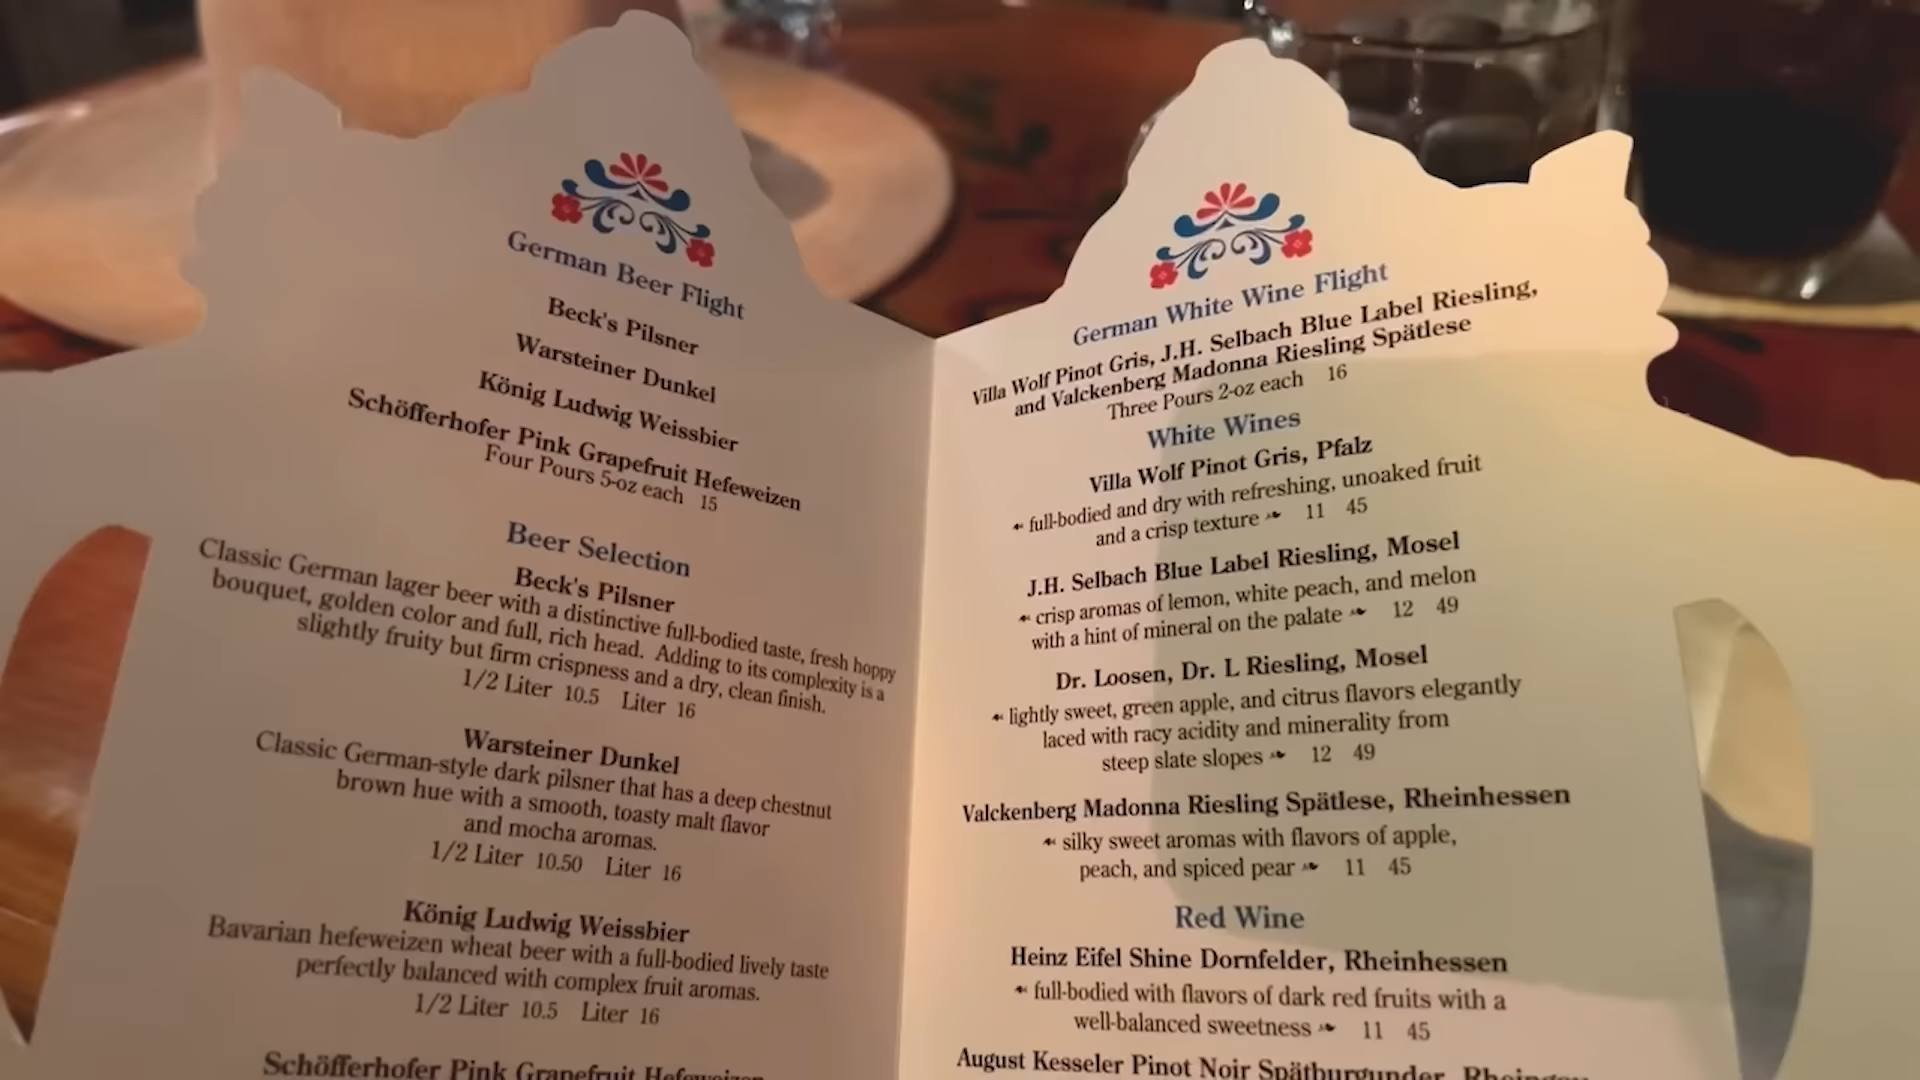 German Beer Flight
Beck's Pilsner
Warsteiner Dunkel
König Ludwig Weissbier
Schöfferhofer Pink Grapefruit Hefeweizen
Four Pours 5-oz each 15
Beer Selection
Beck's Pilsner
Classic German lager beer with a distinctive full-bodied taste, fresh hoppy
bouquet, golden color and full, rich head. Adding to its complexity is a
slightly fruity but firm crispness and a dry, clean finish.
1/2 Liter 10.5 Liter 16
Warsteiner Dunkel
Classic German-style dark pilsner that has a deep chestnut
brown hue with a smooth, toasty malt flavor
and mocha aromas.
1/2 Liter 10.50 Liter 16
König Ludwig Weissbier
Bavarian hefeweizen wheat beer with a full-bodied lively taste
perfectly balanced with complex fruit aromas.
1/2 Liter 10.5 Liter 16
Schöfferhofer Pink Grapefruit Hefeweizen
German White Wine Flight
Villa Wolf Pinot Gris, J.H. Selbach Blue Label Riesling,
and Valckenberg Madonna Riesling Spätlese
Three Pours 2-oz each 16
White Wines
Villa Wolf Pinot Gris, Pfalz
full-bodied and dry with refreshing, unoaked fruit
and a crisp texture 11 45
J.H. Selbach Blue Label Riesling, Mosel
crisp aromas of lemon, white peach, and melon
with a hint of mineral on the palate 12 49
Dr. Loosen, Dr. L Riesling, Mosel
lightly sweet, green apple, and citrus flavors elegantly
laced with racy acidity and minerality from
steep slate slopes 12 49
Valckenberg Madonna Riesling Spätlese, Rheinhessen
silky sweet aromas with flavors of apple,
peach, and spiced pear 11 45
Red Wine
Heinz Eifel Shine Dornfelder, Rheinhessen
full-bodied with flavors of dark red fruits with a
well-balanced sweetness 11 45
August Kesseler Pinot Noir Spätburgunder, Rheingau